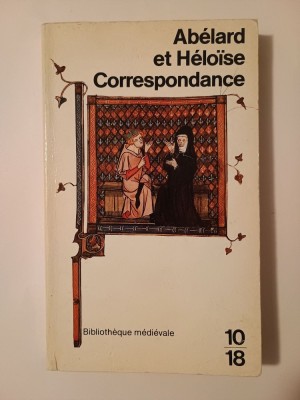 Abélard
et Héloïse
Correspondance
Bibliothèque médiévale
10
18